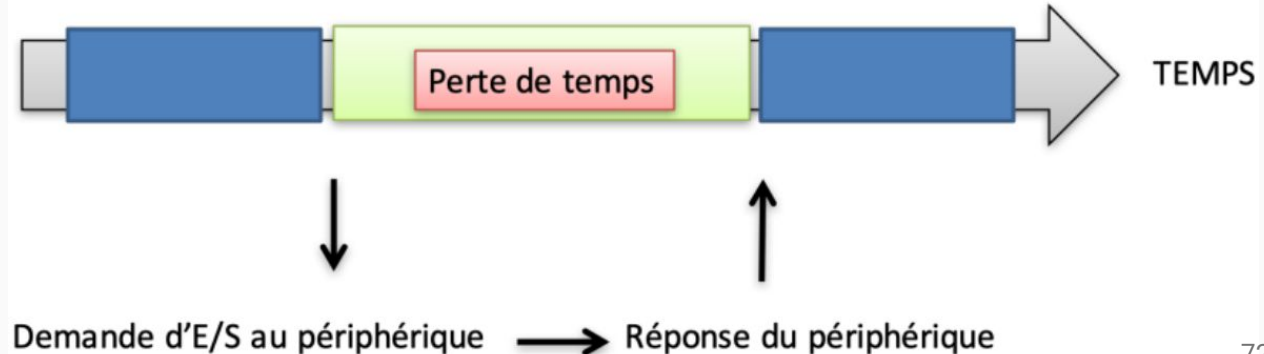 Perte de temps
TEMPS
Demande d'E/S au périphérique
Réponse du périphérique